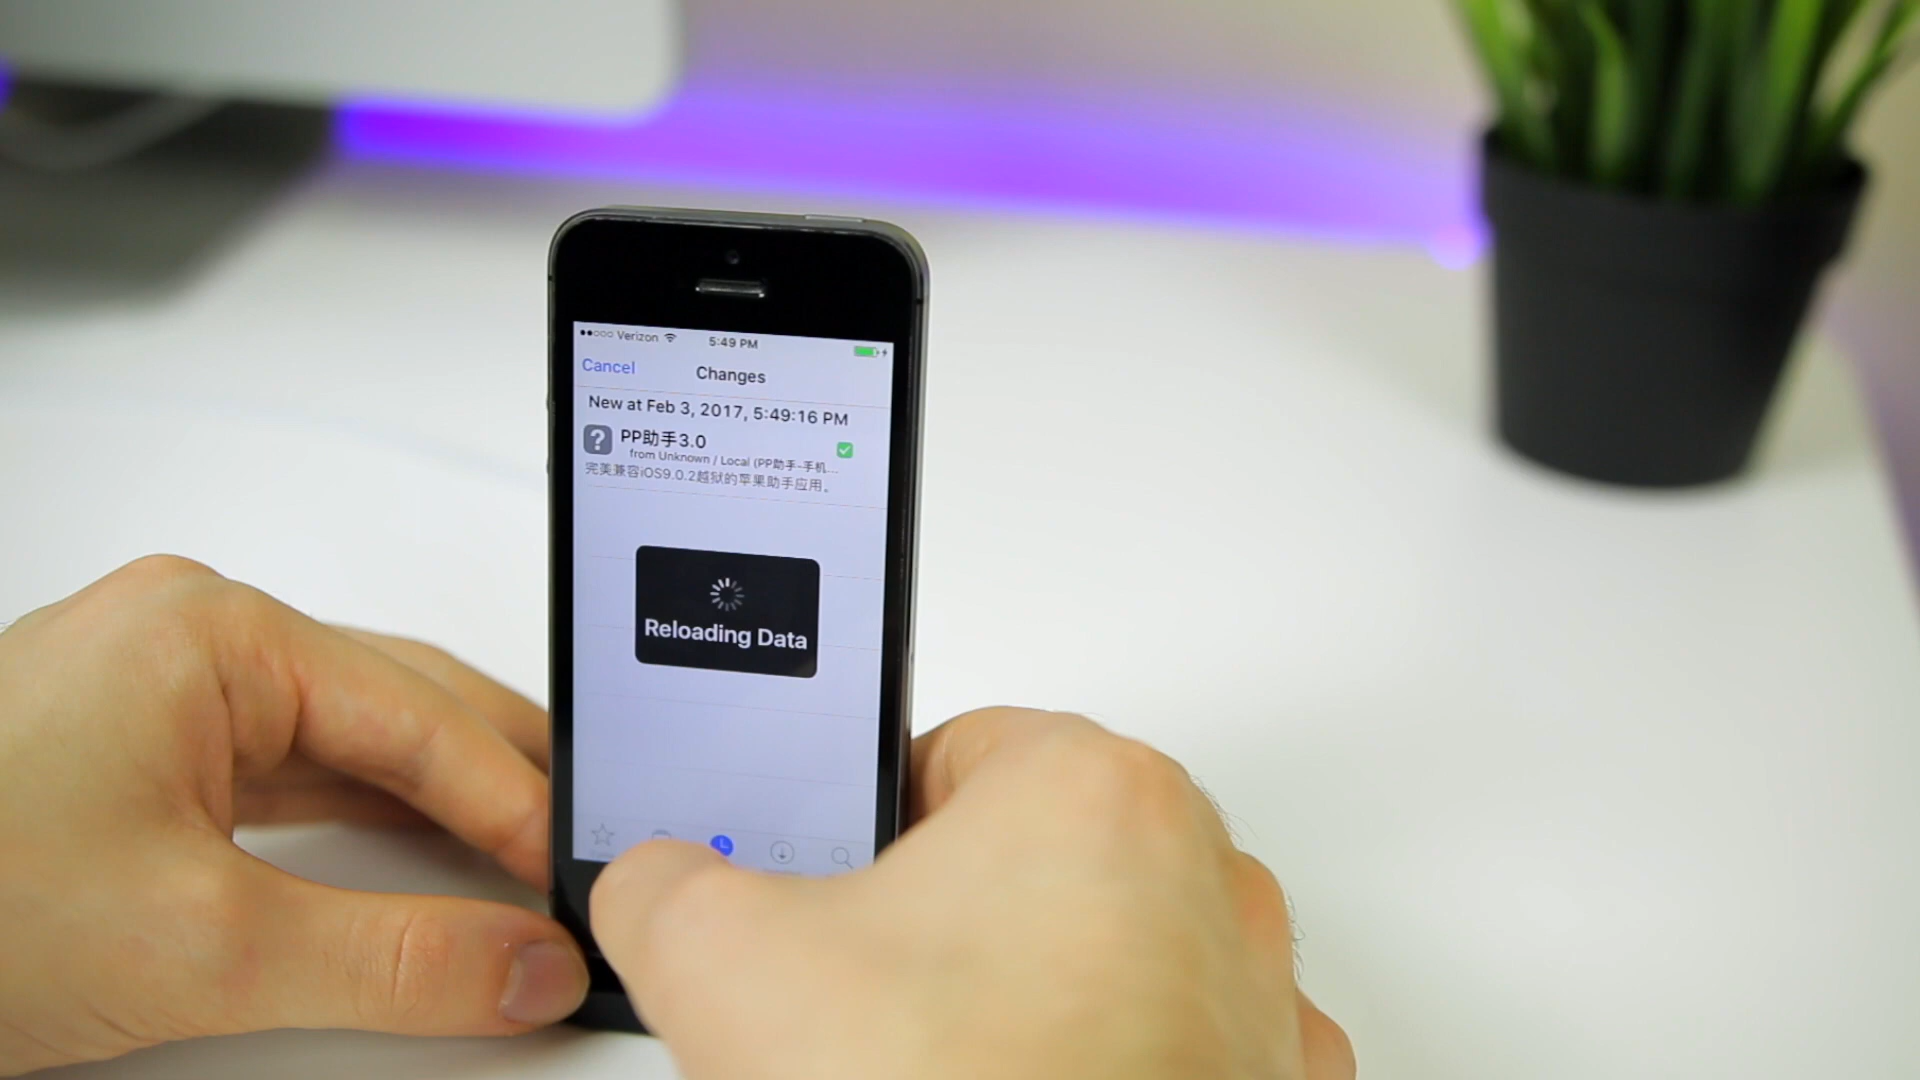 Verizon 5:49 PM
Cancel Changes
New at Feb 3, 2017, 5:49:16 PM
PP助手3.0
from Unknown / Local (PP助手-手机...
完美兼容iOS9.0.2越狱的苹果助手应用。
Reloading Data